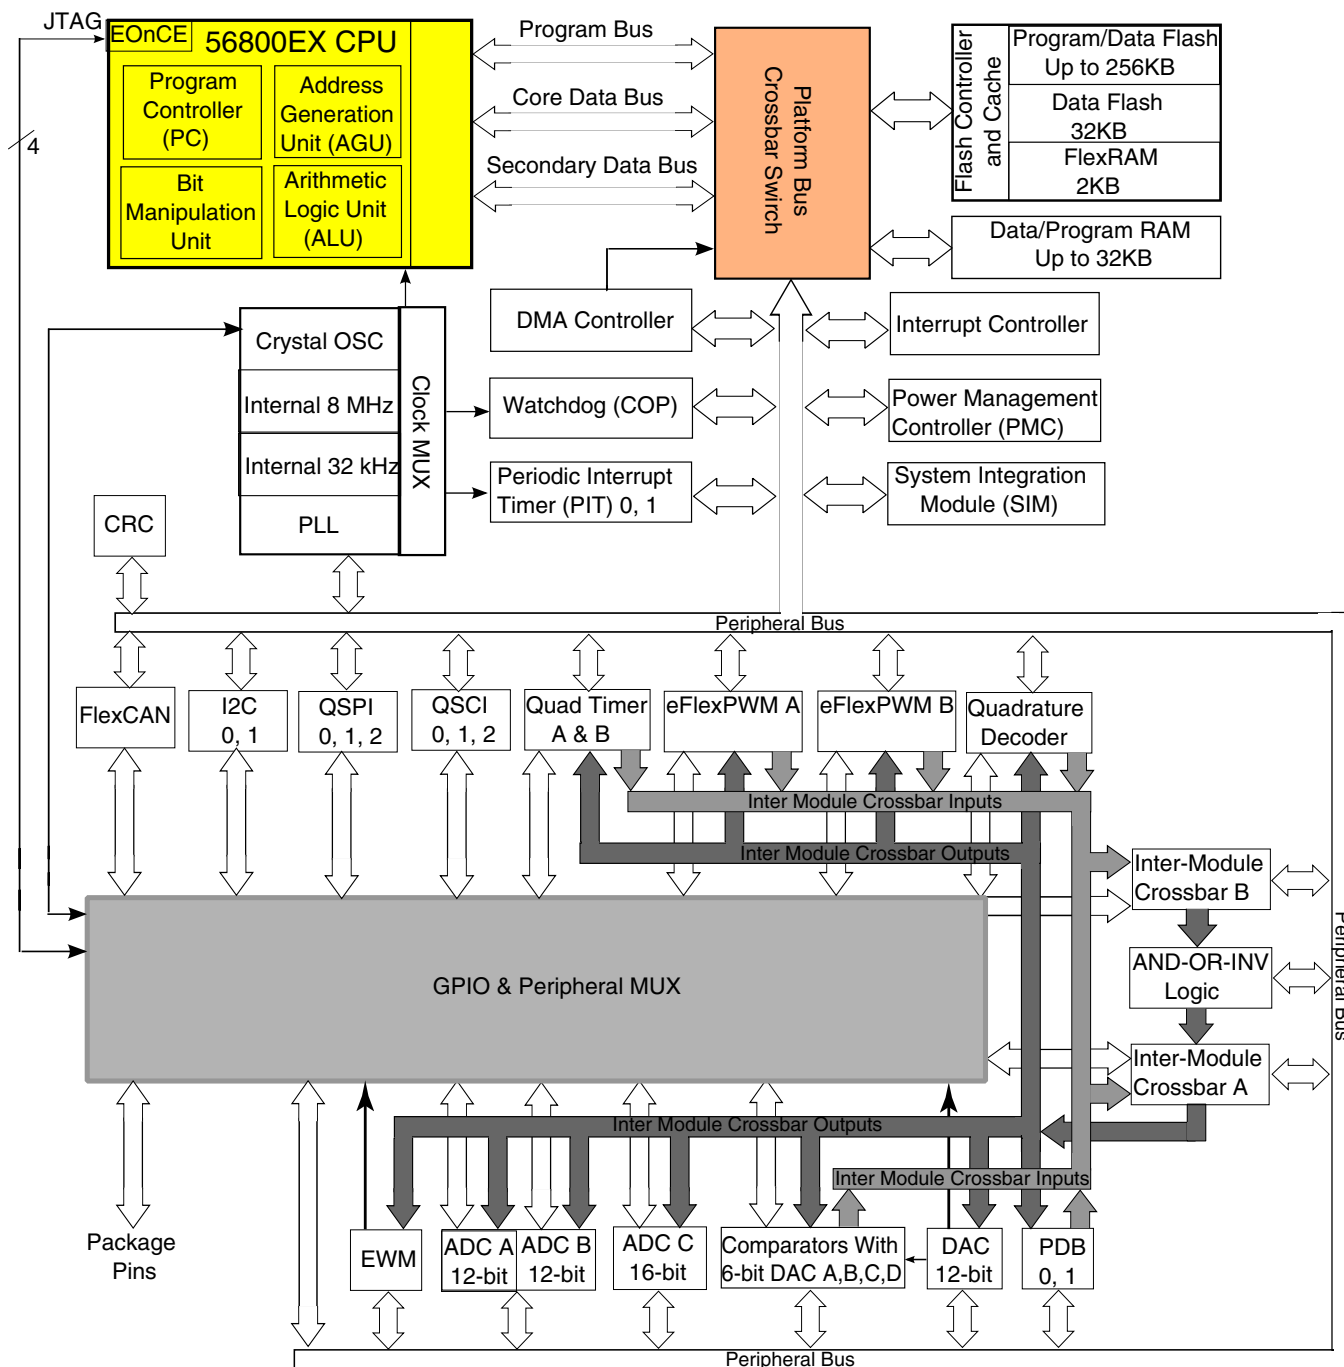 JTAG
EOnCE
56800EX CPU
4
Program
Controller
(PC)
Address
Generation
Unit (AGU)
Bit
Manipulation
Unit
Arithmetic
Logic Unit
(ALU)
Program Bus
Core Data Bus
Secondary Data Bus
Platform Bus
Crossbar Swirch
Flash Controller
and Cache
Program/Data Flash
Up to 256KB
Data Flash
32KB
FlexRAM
2KB
Data/Program RAM
Up to 32KB
DMA Controller
Interrupt Controller
Crystal OSC
Internal 8 MHz
Internal 32 kHz
PLL
Clock MUX
Watchdog (COP)
Power Management
Controller (PMC)
Periodic Interrupt
Timer (PIT) 0, 1
System Integration
Module (SIM)
CRC
Peripheral Bus
FlexCAN
I2C
0, 1
QSPI
0, 1, 2
QSCI
0, 1, 2
Quad Timer
A & B
eFlexPWM A
eFlexPWM B
Quadrature
Decoder
Inter Module Crossbar Inputs
Inter Module Crossbar Outputs
Inter-Module
Crossbar B
GPIO & Peripheral MUX
AND-OR-INV
Logic
Peripheral Bus
Inter-Module
Crossbar A
Inter Module Crossbar Outputs
Inter Module Crossbar Inputs
Package
Pins
EWM
ADC A
12-bit
ADC B
12-bit
ADC C
16-bit
Comparators With
6-bit DAC A,B,C,D
DAC
12-bit
PDB
0, 1
Peripheral Bus